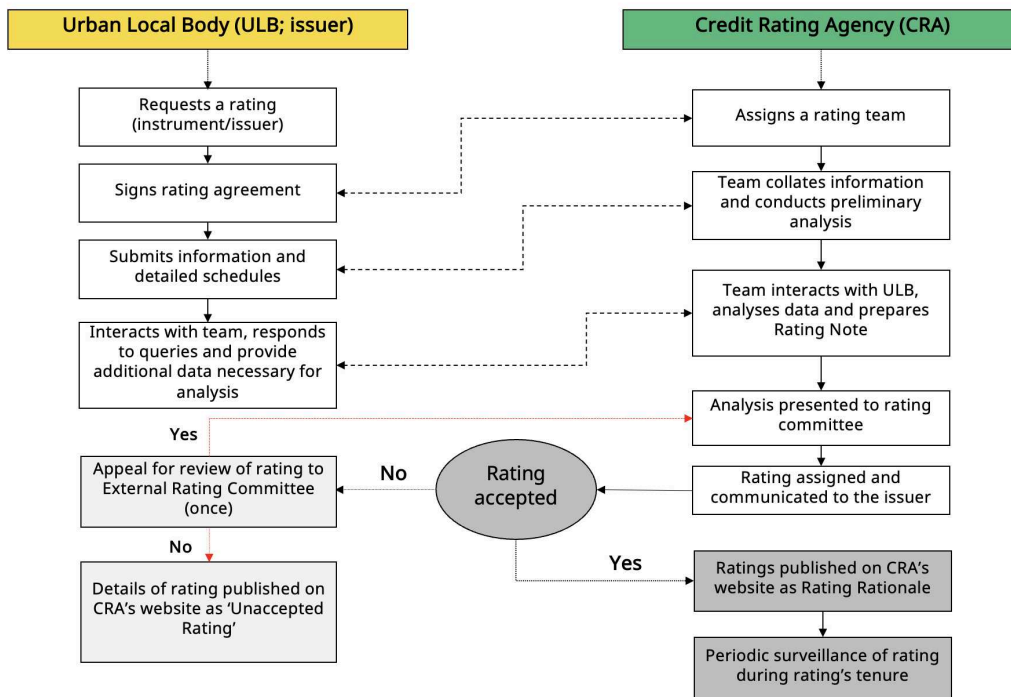 Urban Local Body (ULB; issuer)
Credit Rating Agency (CRA)
Requests a rating
(instrument/issuer)
Signs rating agreement
Submits information and
detailed schedules
Interacts with team, responds
to queries and provide
additional data necessary for
analysis
Assigns a rating team
Team collates information
and conducts preliminary
analysis
Team interacts with ULB,
analyses data and prepares
Rating Note
Analysis presented to rating
committee
Rating assigned and
communicated to the issuer
Rating
accepted
No
Yes
Appeal for review of rating to
External Rating Committee
(once)
No
Details of rating published on
CRA’s website as ‘Unaccepted
Rating’
Yes
Ratings published on CRA’s
website as Rating Rationale
Periodic surveillance of rating
during rating’s tenure